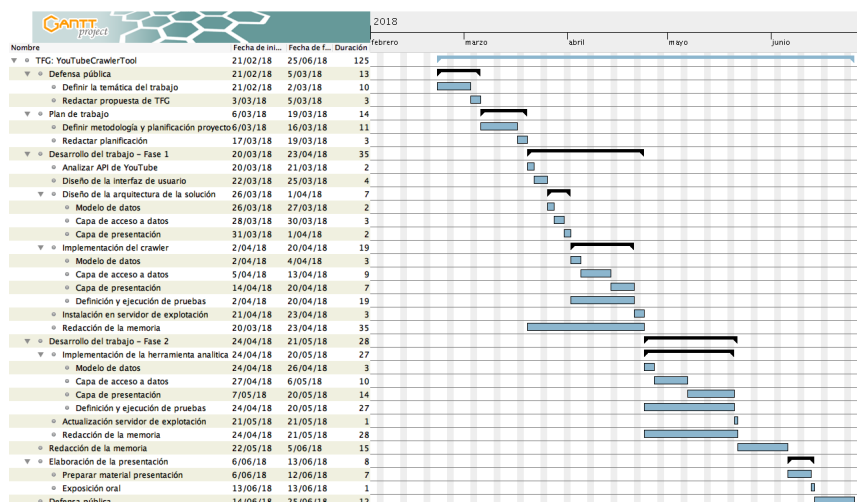 GANTT
project
2018
febrero marzo abril mayo junio
Nombre Fecha de ini... Fecha de f... Duración
TFG: YouTubeCrawlerTool 21/02/18 25/06/18 125
Defensa pública 21/02/18 5/03/18 13
Definir la temática del trabajo 21/02/18 2/03/18 10
Redactar propuesta de TFG 3/03/18 5/03/18 3
Plan de trabajo 6/03/18 19/03/18 14
Definir metodología y planificación proyecto 6/03/18 16/03/18 11
Redactar planificación 17/03/18 19/03/18 3
Desarrollo del trabajo - Fase 1 20/03/18 23/04/18 35
Analizar API de YouTube 20/03/18 21/03/18 2
Diseño de la interfaz de usuario 22/03/18 25/03/18 4
Diseño de la arquitectura de la solución 26/03/18 1/04/18 7
Modelo de datos 26/03/18 27/03/18 2
Capa de acceso a datos 28/03/18 30/03/18 3
Capa de presentación 31/03/18 1/04/18 2
Implementación del crawler 2/04/18 20/04/18 19
Modelo de datos 2/04/18 4/04/18 3
Capa de acceso a datos 5/04/18 13/04/18 9
Capa de presentación 14/04/18 20/04/18 7
Definición y ejecución de pruebas 2/04/18 20/04/18 19
Instalación en servidor de explotación 21/04/18 23/04/18 3
Redacción de la memoria 20/03/18 23/04/18 35
Desarrollo del trabajo - Fase 2 24/04/18 21/05/18 28
Implementación de la herramienta analítica 24/04/18 20/05/18 27
Modelo de datos 24/04/18 26/04/18 3
Capa de acceso a datos 27/04/18 6/05/18 10
Capa de presentación 7/05/18 20/05/18 14
Definición y ejecución de pruebas 24/04/18 20/05/18 27
Actualización servidor de explotación 21/05/18 21/05/18 1
Redacción de la memoria 24/04/18 21/05/18 28
Redacción de la memoria 22/05/18 5/06/18 15
Elaboración de la presentación 6/06/18 13/06/18 8
Preparar material presentación 6/06/18 12/06/18 7
Exposición oral 13/06/18 13/06/18 1
Defensa pública 14/06/18 25/06/18 12